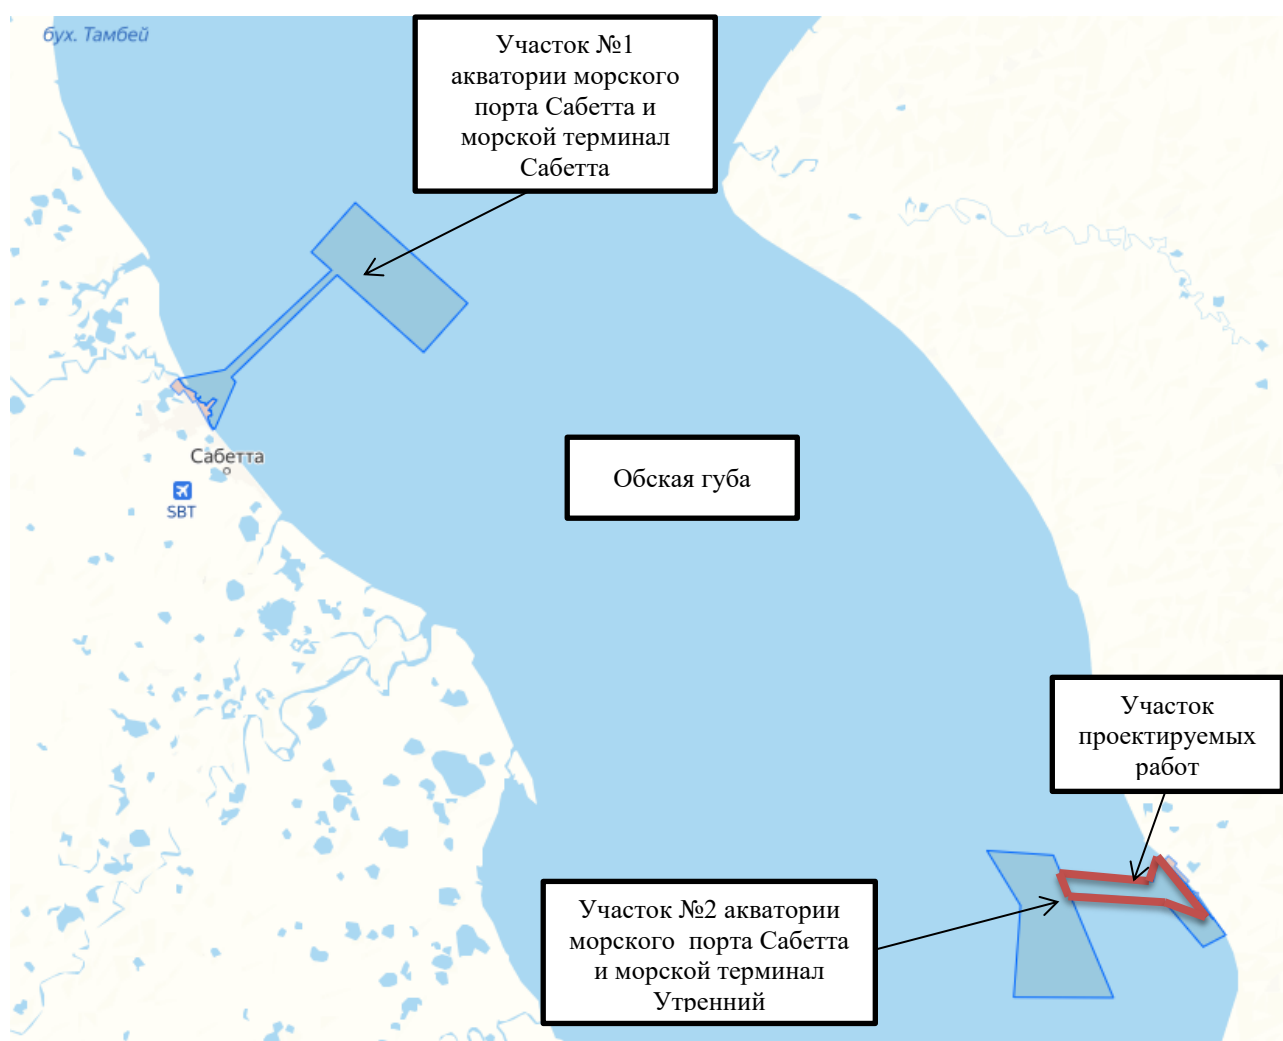 бух. Тамбей
Участок №1
акватории морского
порта Сабетта и
морской терминал
Сабетта
Сабетта
SBT
Обская губа
Участок
проектируемых
работ
Участок №2 акватории
морского порта Сабетта
и морской терминал
Утренний